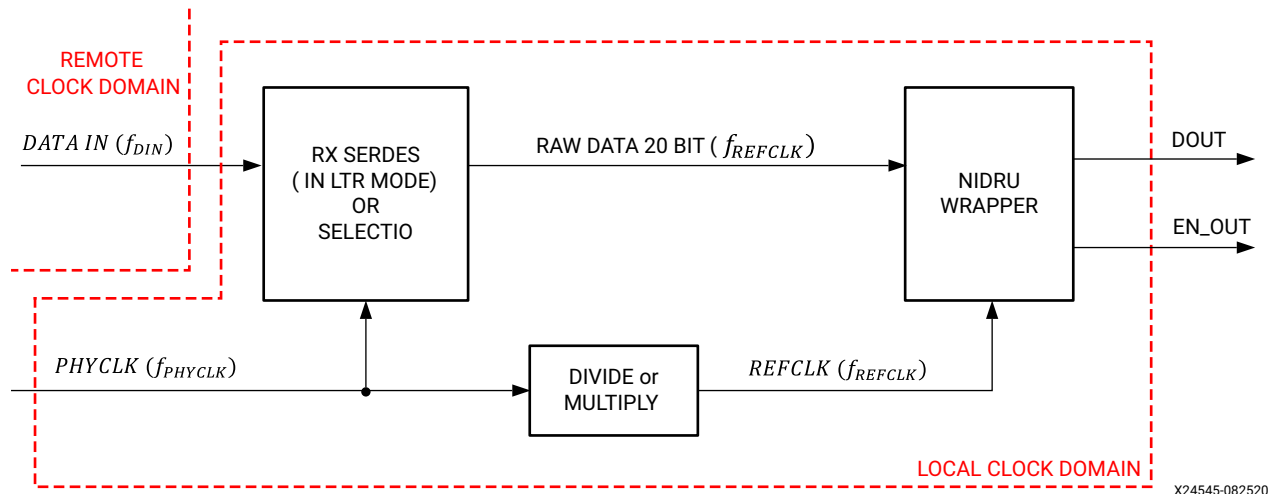 REMOTE
CLOCK DOMAIN
DATA IN (f_DIN)
RX SERDES
( IN LTR MODE)
OR
SELECTIO
RAW DATA 20 BIT ( f_REFCLK)
NIDRU
WRAPPER
DOUT
EN_OUT
PHYCLK (f_PHYCLK)
DIVIDE or
MULTIPLY
REFCLK (f_REFCLK)
LOCAL CLOCK DOMAIN
X24545-082520